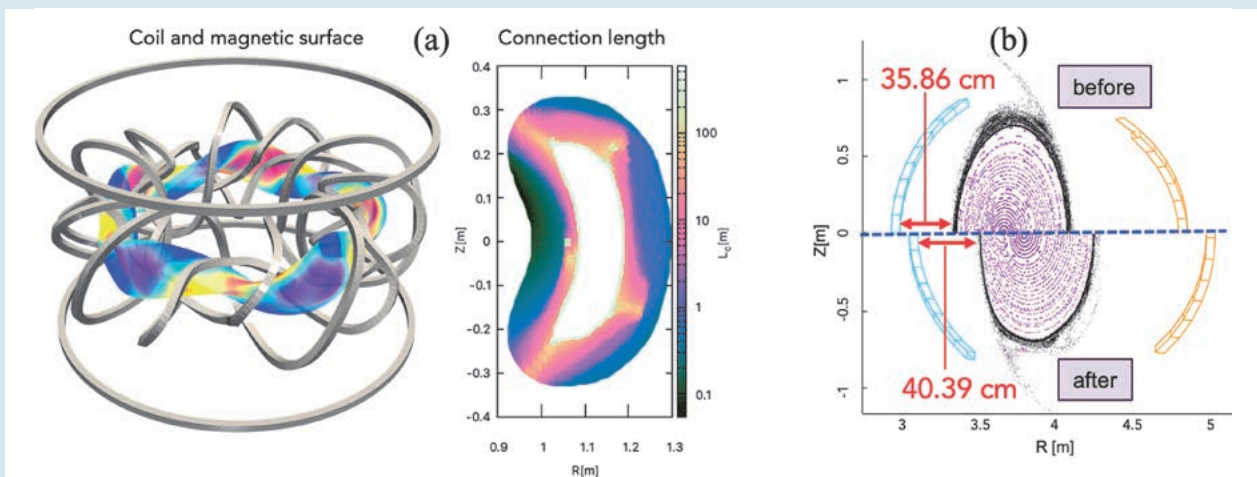 Coil and magnetic surface
(a)
Connection length
0.4
0.3
0.2
0.1
0
-0.1
-0.2
-0.3
-0.4
Z[m]
0.9
1
1.1
1.2
1.3
R[m]
100
10
1
0.1
Lc[m]
(b)
35.86 cm
before
1
0.5
0
-0.5
-1
Z[m]
after
40.39 cm
3
3.5
4
4.5
5
R [m]